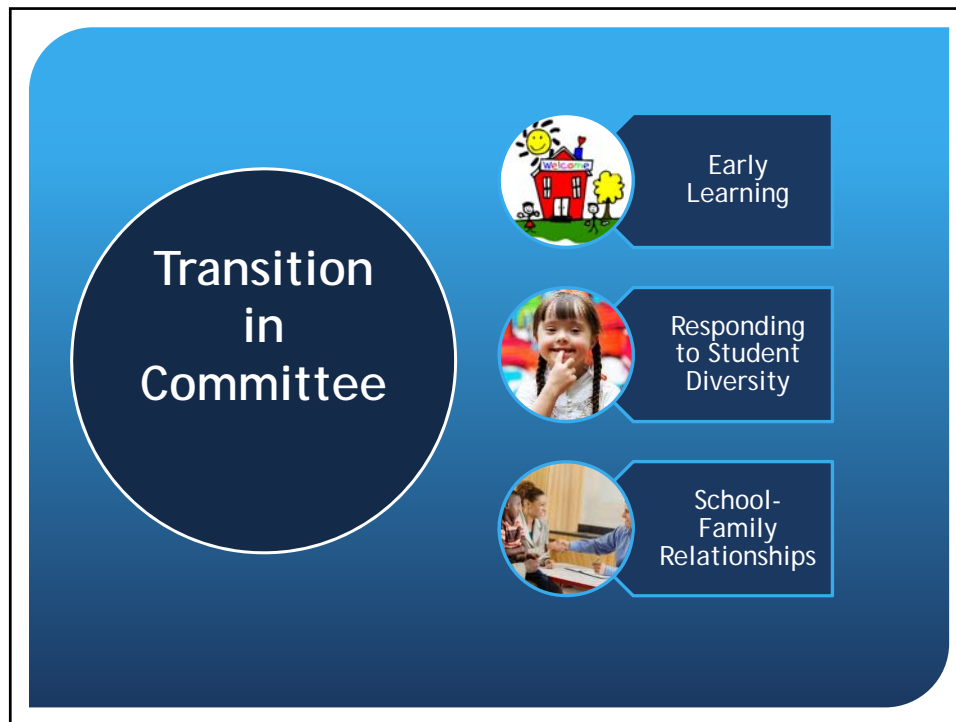 Transition
in
Committee
Welcome
Early
Learning
Responding
to Student
Diversity
School-
Family
Relationships